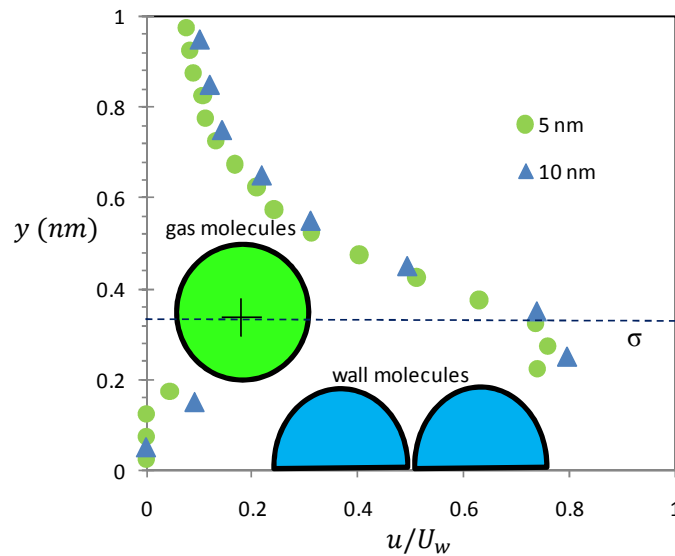 1
0.8
0.6
0.4
0.2
0
y (nm)
5 nm
10 nm
gas molecules
σ
wall molecules
0 0.2 0.4 0.6 0.8 1
u/U_w